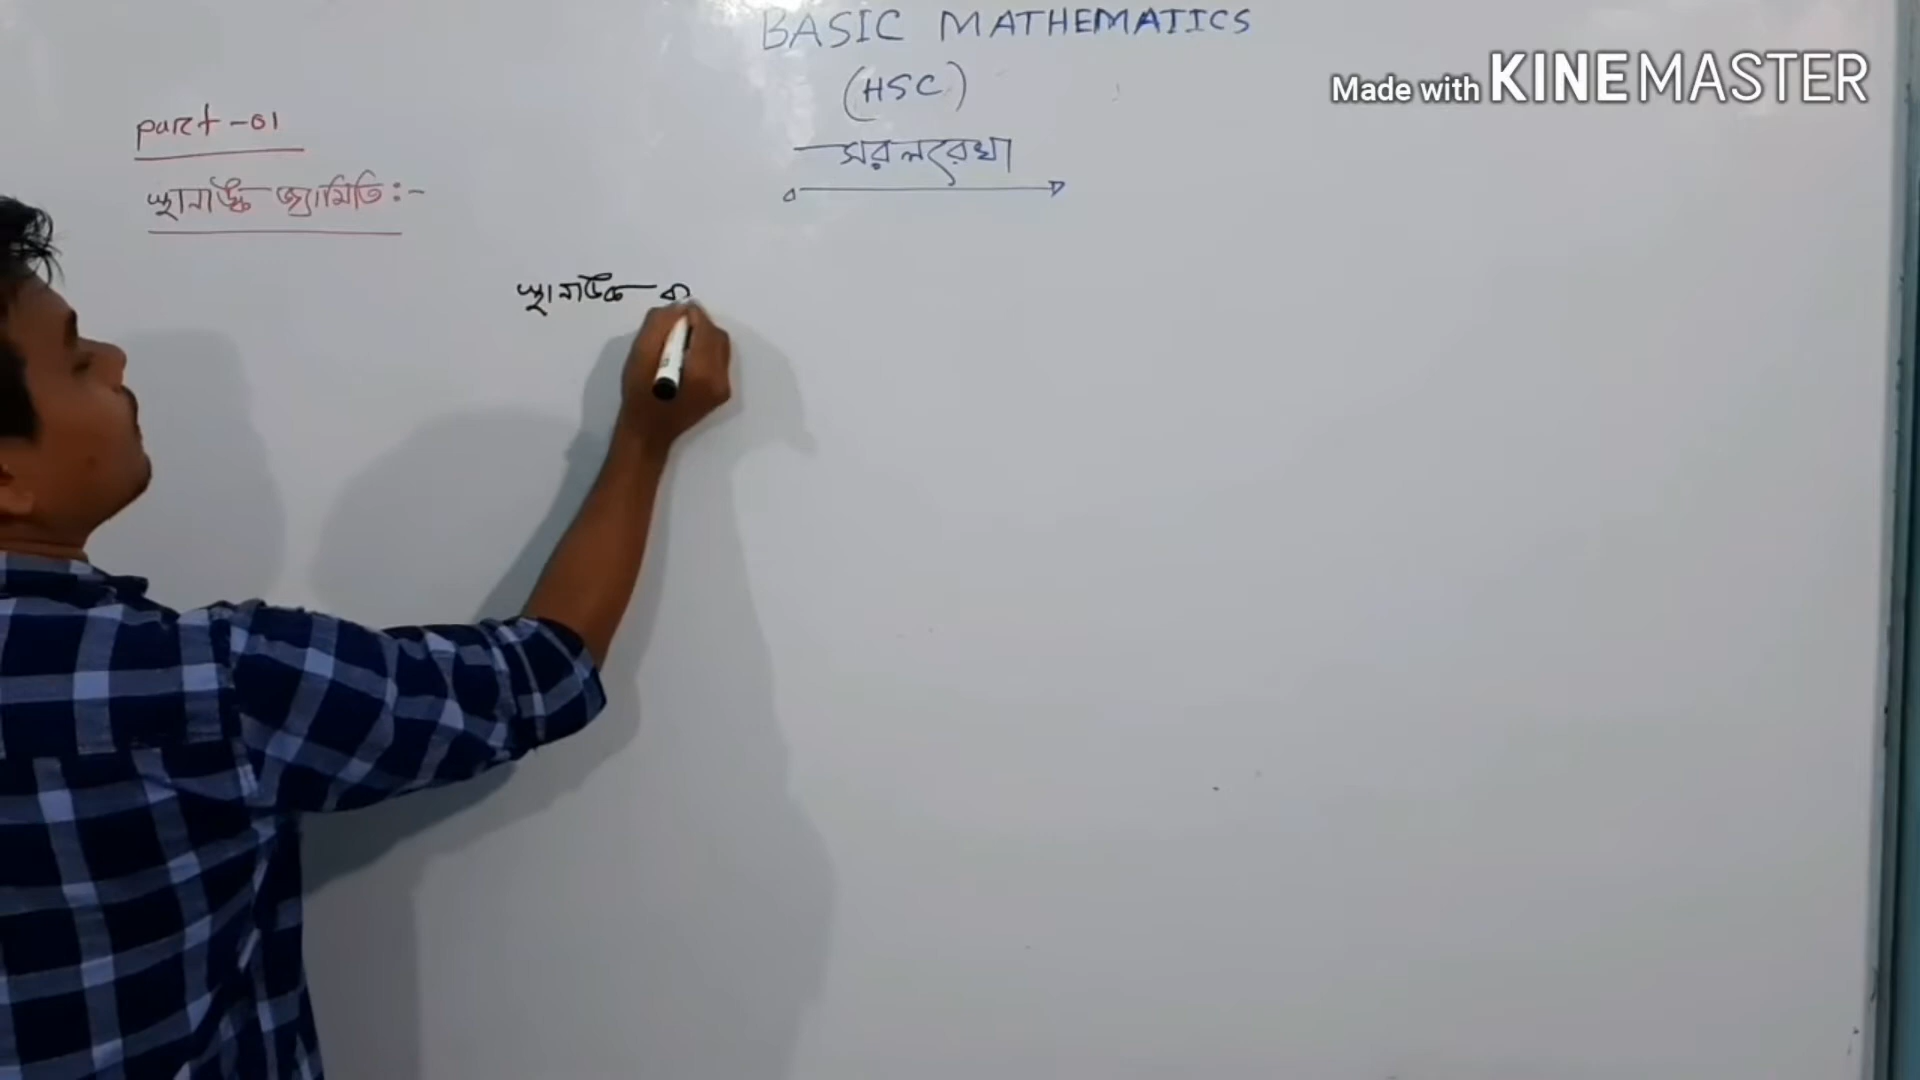 BASIC MATHEMATICS
(HSC)
সরলরেখা
Made with KINEMASTER
part-01
স্থানাঙ্ক জ্যামিতি:-
স্থানাঙ্ক